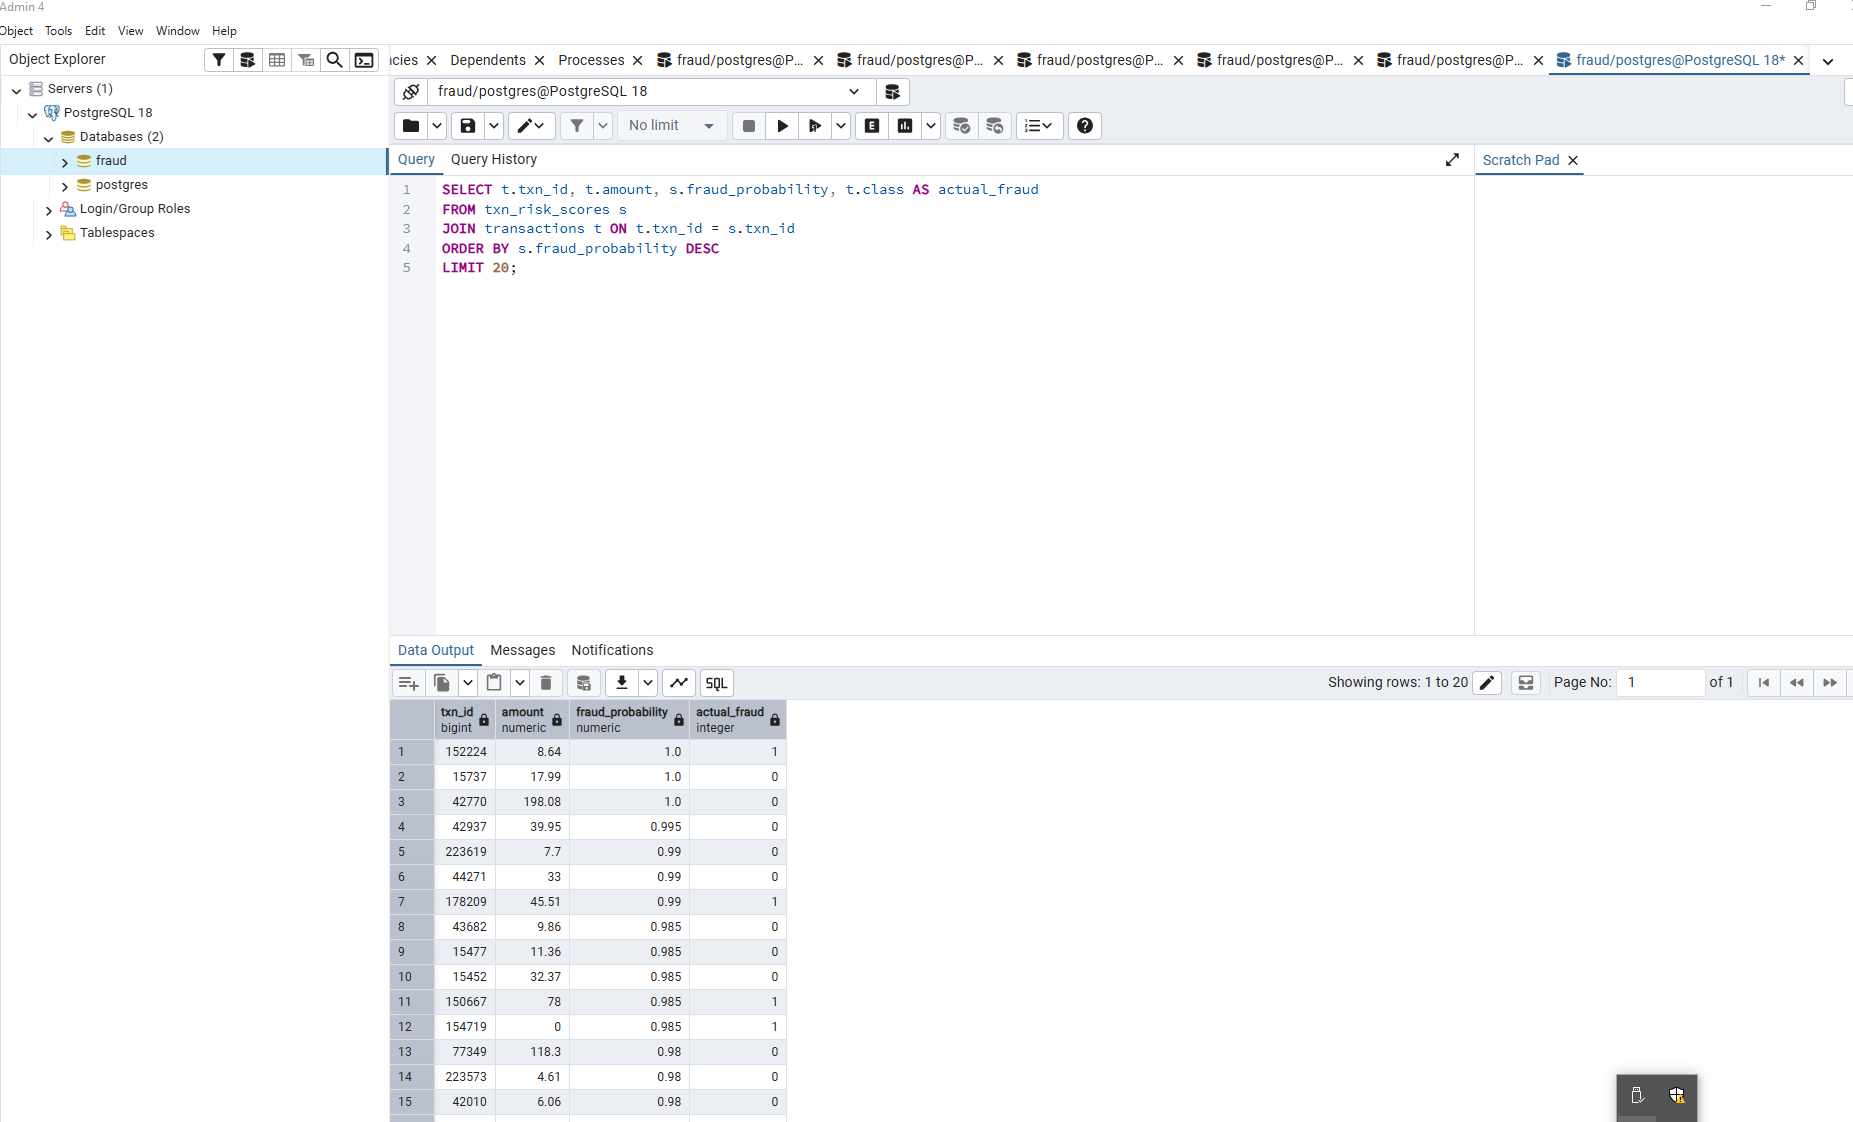 Admin 4
Object Tools Edit View Window Help
Object Explorer
Servers (1)
PostgreSQL 18
Databases (2)
fraud
postgres
Login/Group Roles
Tablespaces
cies Dependents Processes fraud/postgres@P... fraud/postgres@P... fraud/postgres@P... fraud/postgres@P... fraud/postgres@P... fraud/postgres@PostgreSQL 18*
fraud/postgres@PostgreSQL 18
No limit E
Query Query History
Scratch Pad
1 SELECT t.txn_id, t.amount, s.fraud_probability, t.class AS actual_fraud
2 FROM txn_risk_scores s
3 JOIN transactions t ON t.txn_id = s.txn_id
4 ORDER BY s.fraud_probability DESC
5 LIMIT 20;
Data Output Messages Notifications
SQL
Showing rows: 1 to 20 Page No: 1 of 1
txn_id amount fraud_probability actual_fraud
bigint numeric numeric integer
1 152224 8.64 1.0 1
2 15737 17.99 1.0 0
3 42770 198.08 1.0 0
4 42937 39.95 0.995 0
5 223619 7.7 0.99 0
6 44271 33 0.99 0
7 178209 45.51 0.99 1
8 43682 9.86 0.985 0
9 15477 11.36 0.985 0
10 15452 32.37 0.985 0
11 150667 78 0.985 1
12 154719 0 0.985 1
13 77349 118.3 0.98 0
14 223573 4.61 0.98 0
15 42010 6.06 0.98 0